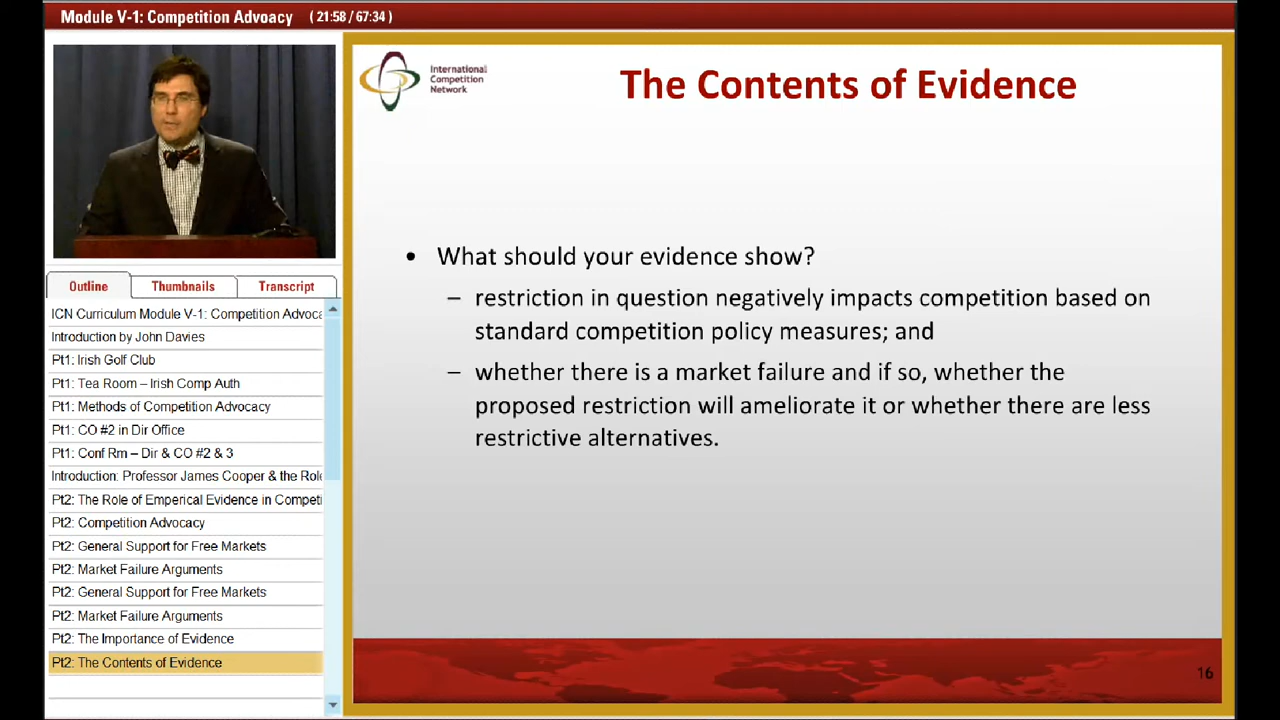 Module V-1: Competition Advoacy ( 21:58 / 67:34 )
International
Competition
Network
The Contents of Evidence
• What should your evidence show?
– restriction in question negatively impacts competition based on
standard competition policy measures; and
– whether there is a market failure and if so, whether the
proposed restriction will ameliorate it or whether there are less
restrictive alternatives.
16
Outline Thumbnails Transcript
ICN Curriculum Module V-1: Competition Advoca
Introduction by John Davies
Pt1: Irish Golf Club
Pt1: Tea Room – Irish Comp Auth
Pt1: Methods of Competition Advocacy
Pt1: CO #2 in Dir Office
Pt1: Conf Rm – Dir & CO #2 & 3
Introduction: Professor James Cooper & the Role
Pt2: The Role of Emperical Evidence in Competi
Pt2: Competition Advocacy
Pt2: General Support for Free Markets
Pt2: Market Failure Arguments
Pt2: General Support for Free Markets
Pt2: Market Failure Arguments
Pt2: The Importance of Evidence
Pt2: The Contents of Evidence